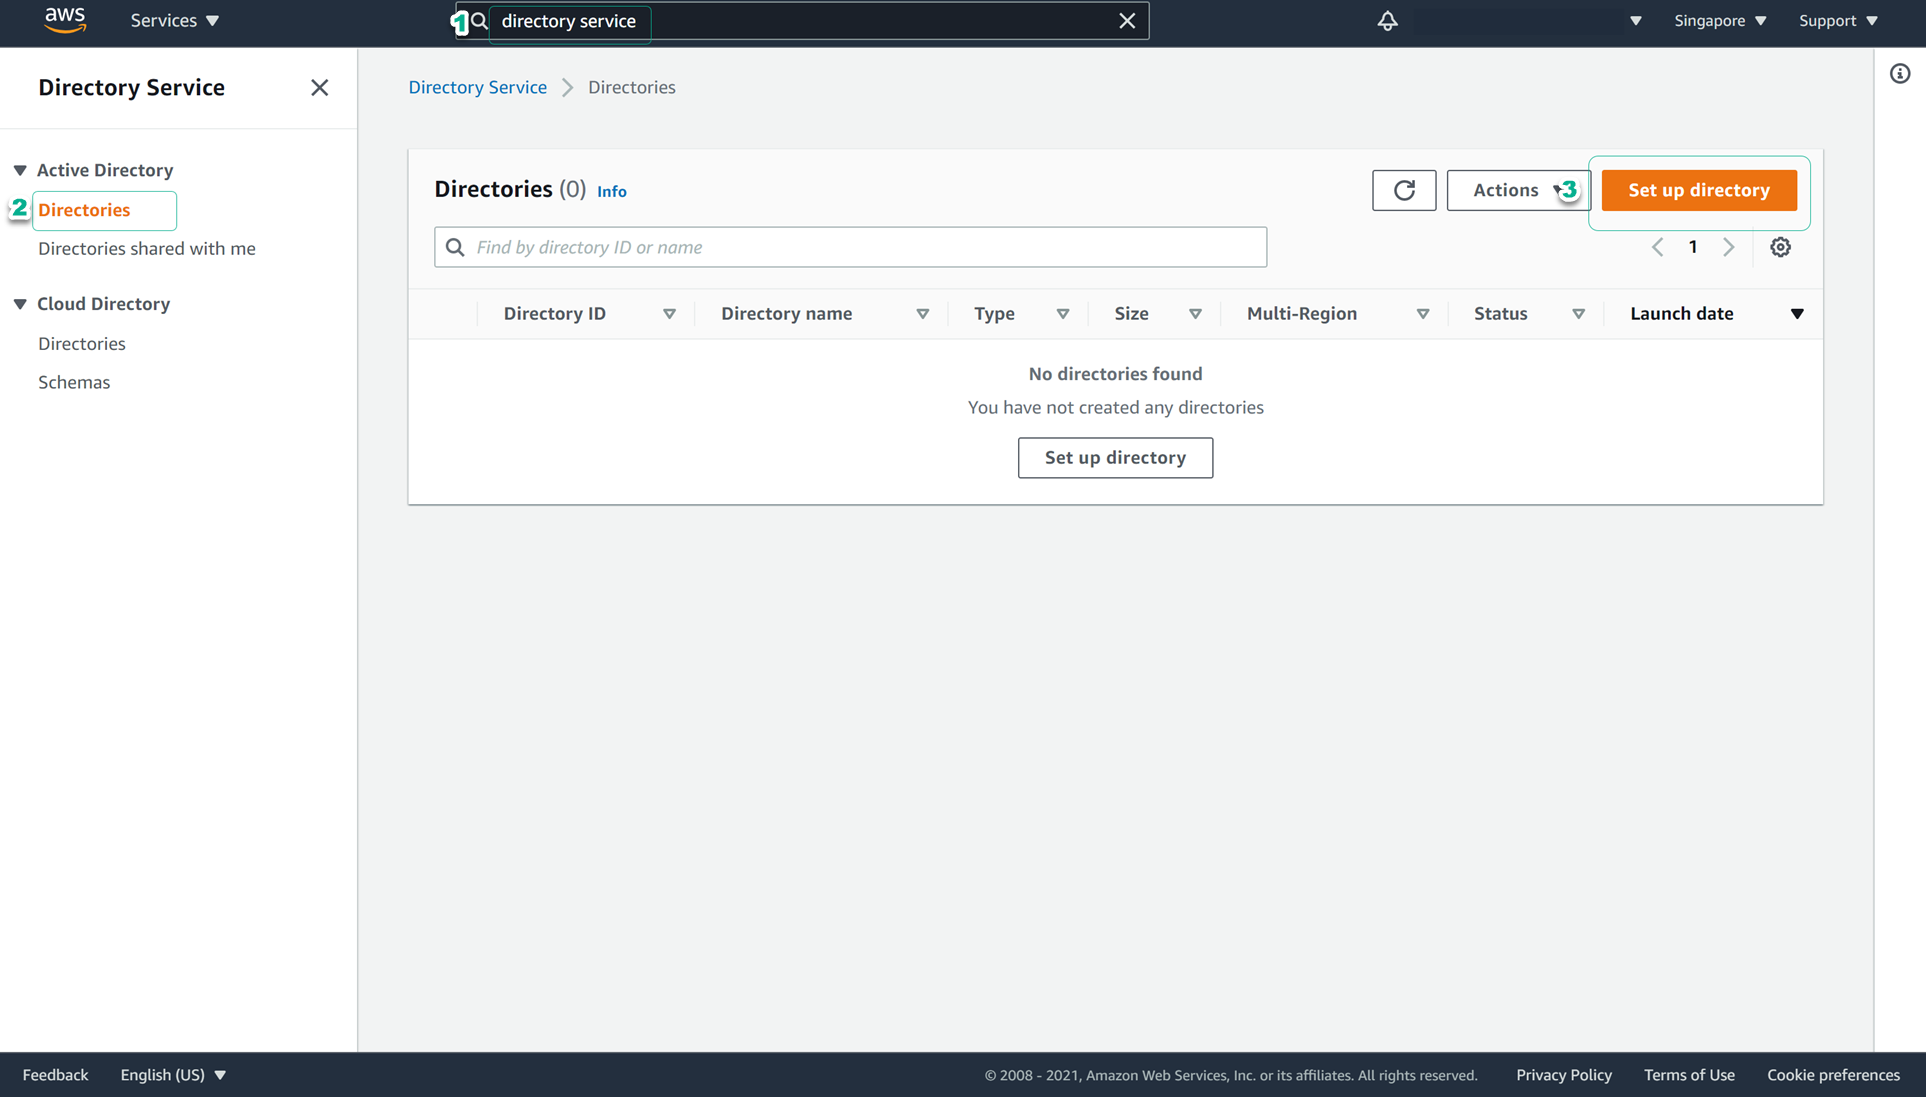 aws
Services
1
directory service
Singapore
Support
Directory Service
Directory Service
Directories
Active Directory
2
Directories
Directories shared with me
Cloud Directory
Directories
Schemas
Directories (0) Info
Actions
3
Set up directory
Find by directory ID or name
1
Directory ID
Directory name
Type
Size
Multi-Region
Status
Launch date
No directories found
You have not created any directories
Set up directory
Feedback
English (US)
© 2008 - 2021, Amazon Web Services, Inc. or its affiliates. All rights reserved.
Privacy Policy
Terms of Use
Cookie preferences